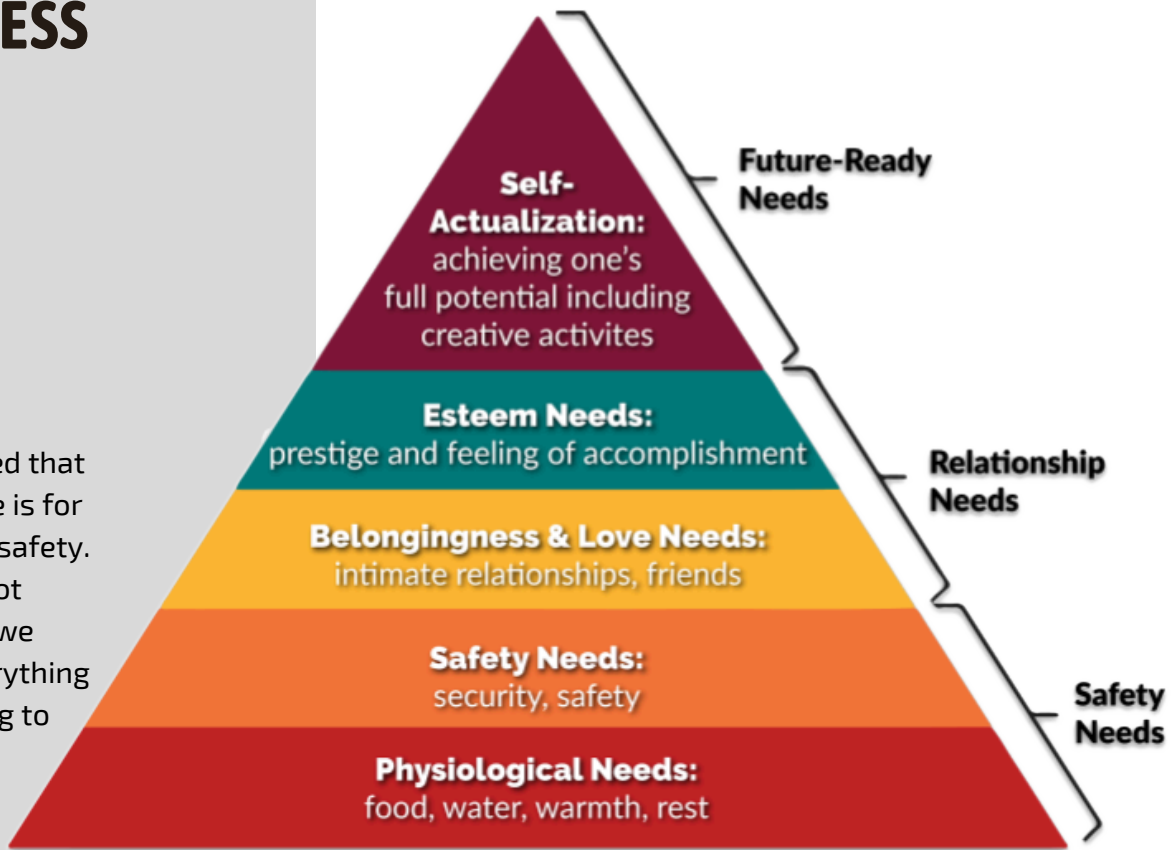 ESS
ed that
e is for
safety.
ot
we
rything
g to
Self-
Actualization:
achieving one's
full potential including
creative activites
Esteem Needs:
prestige and feeling of accomplishment
Belongingness & Love Needs:
intimate relationships, friends
Safety Needs:
security, safety
Physiological Needs:
food, water, warmth, rest
Future-Ready
Needs
Relationship
Needs
Safety
Needs